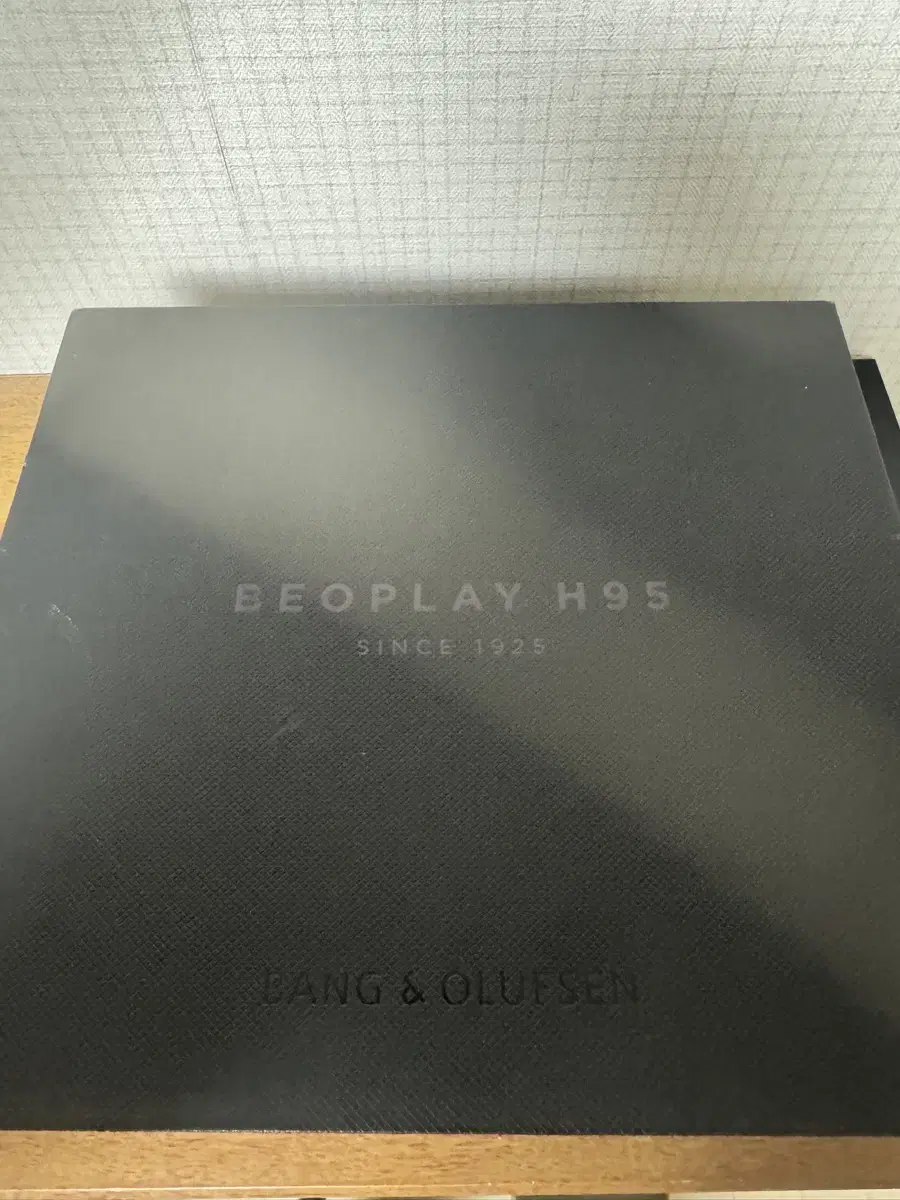 BEOPLAY H95
SINCE 1925
BANG & OLUFSEN